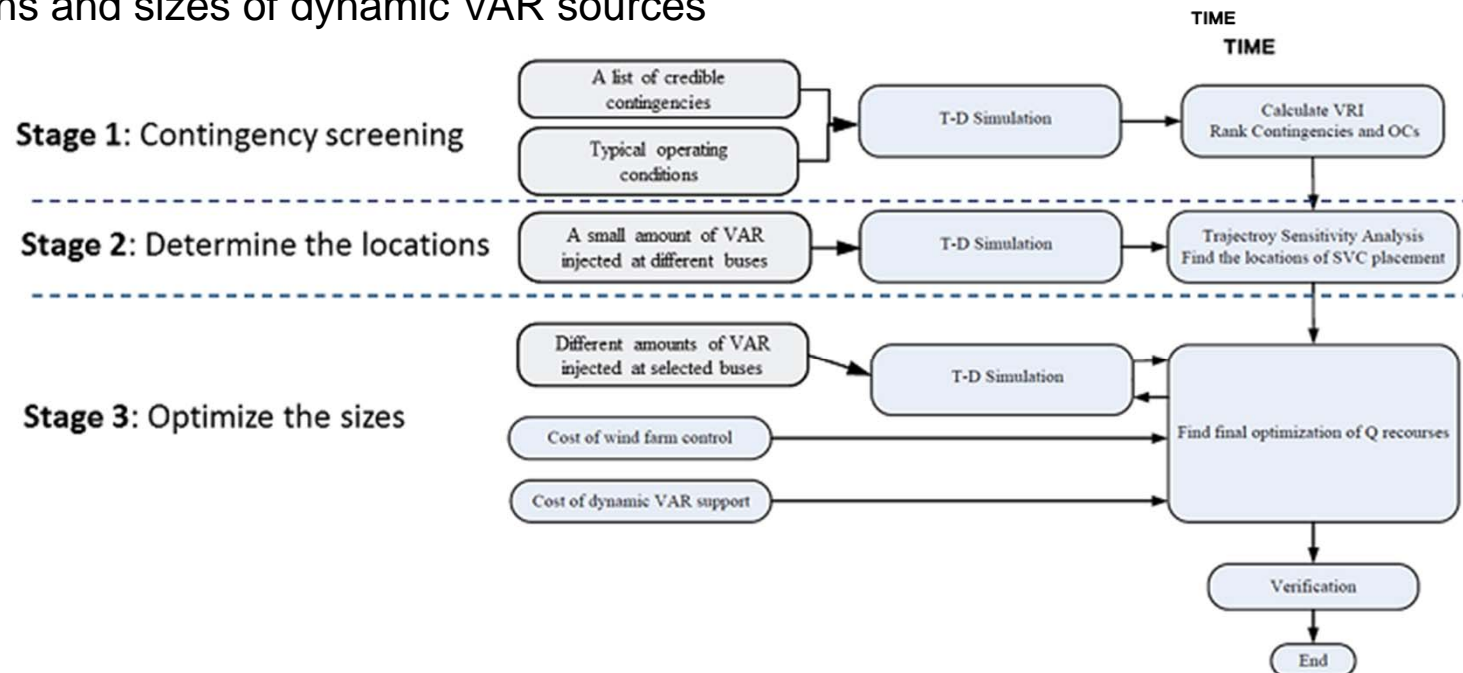 ns and sizes of dynamic VAR sources
TIME
TIME
Stage 1: Contingency screening
A list of credible
contingencies
Typical operating
conditions
T-D Simulation
Calculate VRI
Rank Contingencies and OCs
Stage 2: Determine the locations
A small amount of VAR
injected at different buses
T-D Simulation
Trajectroy Sensitivity Analysis
Find the locations of SVC placement
Stage 3: Optimize the sizes
Different amounts of VAR
injected at selected buses
T-D Simulation
Cost of wind farm control
Cost of dynamic VAR support
Find final optimization of Q recourses
Verification
End